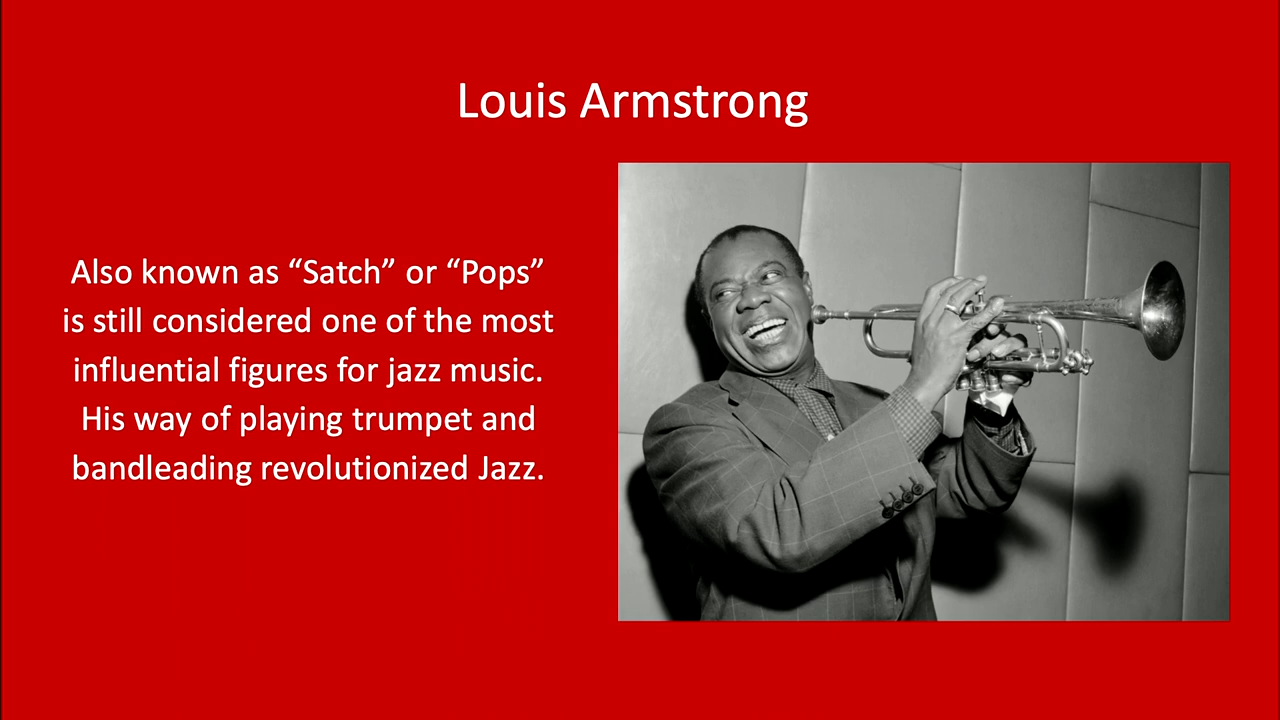 Louis Armstrong
Also known as “Satch” or “Pops”
is still considered one of the most
influential figures for jazz music.
His way of playing trumpet and
bandleading revolutionized Jazz.